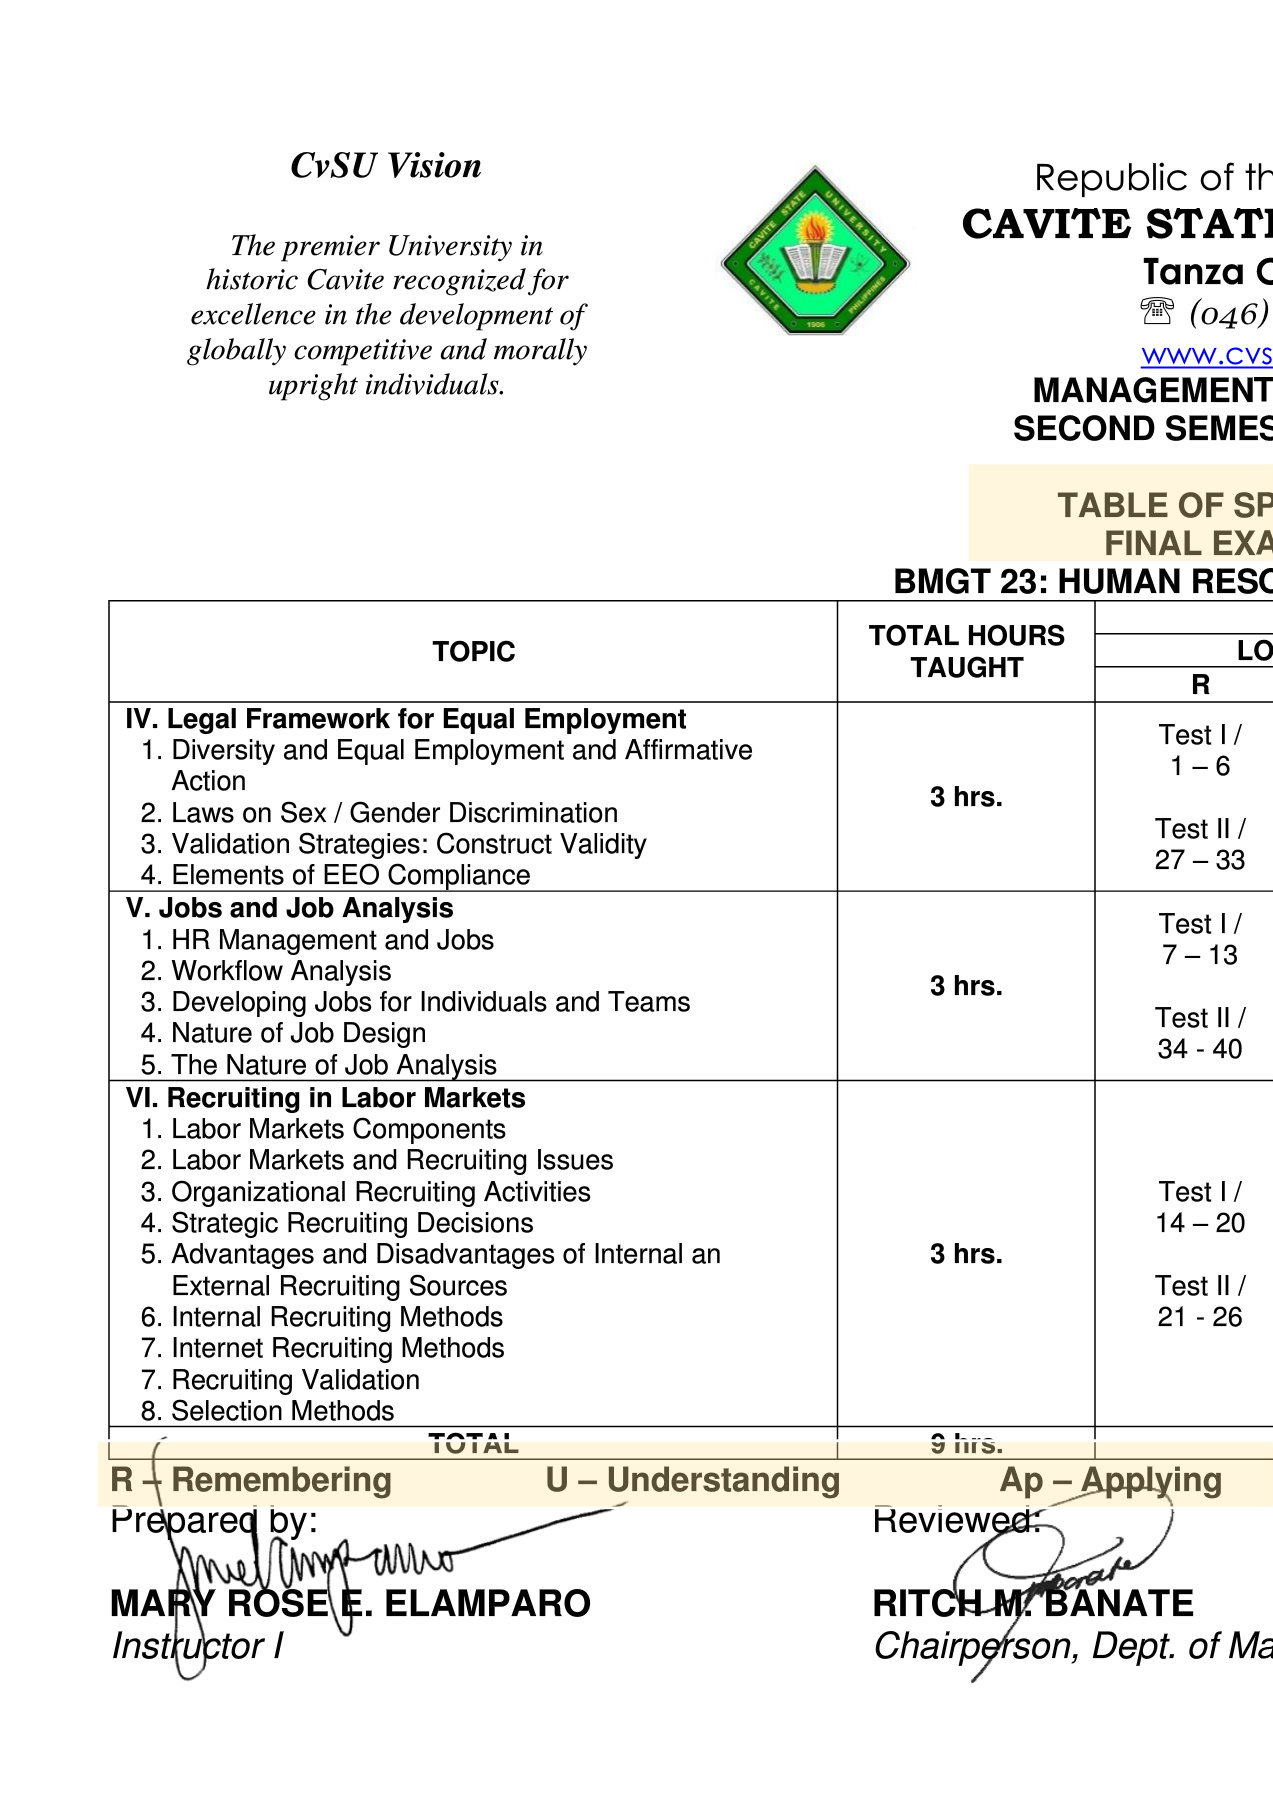 CvSU Vision
The premier University in
historic Cavite recognized for
excellence in the development of
globally competitive and morally
upright individuals.
CAVITE STATE UNIVERSITY
CAVITE PHILIPPINES
1906
Republic of th
CAVITE STATE
Tanza C
☏ (046)
www.cvs
MANAGEMENT
SECOND SEMES
TABLE OF SP
FINAL EXA
BMGT 23: HUMAN RESO
TOPIC
TOTAL HOURS
TAUGHT
LO
R
IV. Legal Framework for Equal Employment
1. Diversity and Equal Employment and Affirmative
Action
2. Laws on Sex / Gender Discrimination
3. Validation Strategies: Construct Validity
4. Elements of EEO Compliance
3 hrs.
Test I /
1 – 6
Test II /
27 – 33
V. Jobs and Job Analysis
1. HR Management and Jobs
2. Workflow Analysis
3. Developing Jobs for Individuals and Teams
4. Nature of Job Design
5. The Nature of Job Analysis
3 hrs.
Test I /
7 – 13
Test II /
34 - 40
VI. Recruiting in Labor Markets
1. Labor Markets Components
2. Labor Markets and Recruiting Issues
3. Organizational Recruiting Activities
4. Strategic Recruiting Decisions
5. Advantages and Disadvantages of Internal an
External Recruiting Sources
6. Internal Recruiting Methods
7. Internet Recruiting Methods
7. Recruiting Validation
8. Selection Methods
3 hrs.
Test I /
14 – 20
Test II /
21 - 26
TOTAL 9 hrs.
R – Remembering U – Understanding Ap – Applying
Prepared by: Reviewed:
MARY ROSE E. ELAMPARO RITCH M. BANATE
Instructor I Chairperson, Dept. of Ma